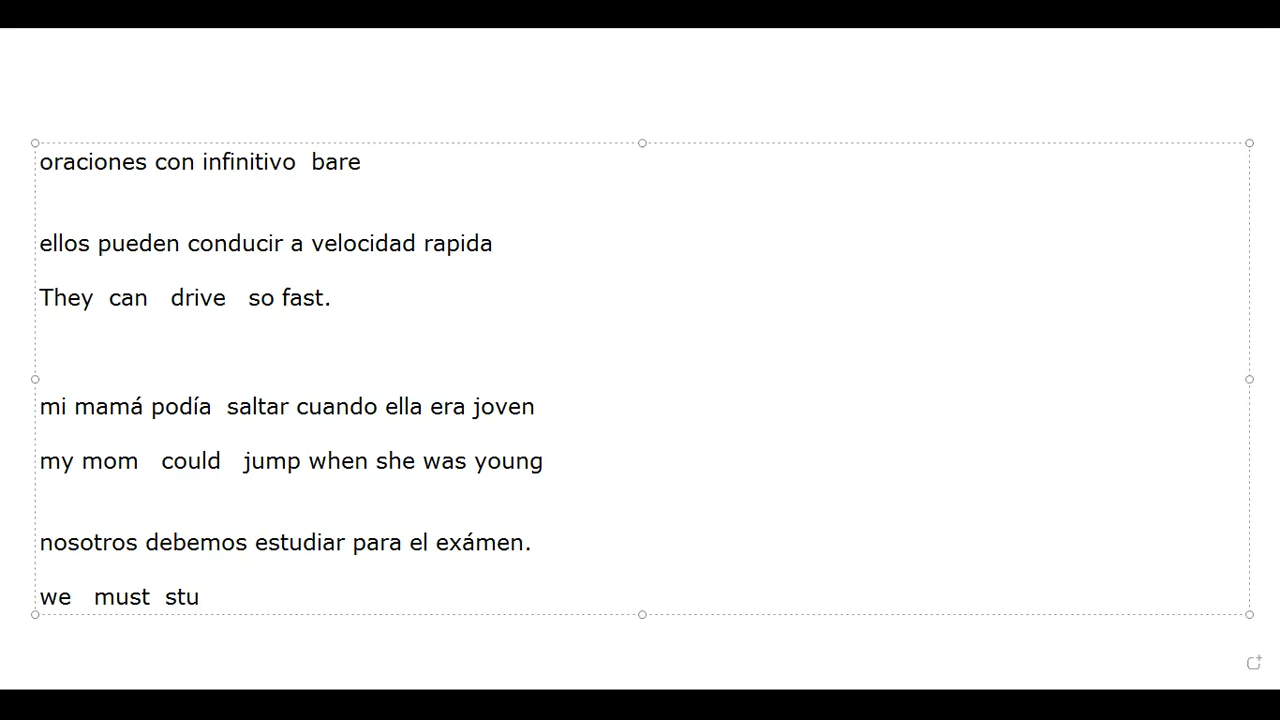 oraciones con infinitivo  bare
ellos pueden conducir a velocidad rapida
They  can   drive   so fast.
mi mamá podía  saltar cuando ella era joven
my mom   could   jump when she was young
nosotros debemos estudiar para el exámen.
we   must  stu